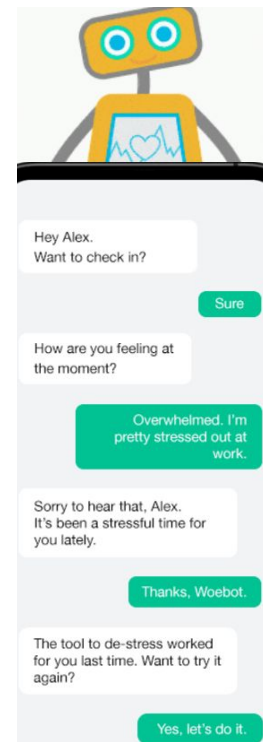 Hey Alex.
Want to check in?
Sure
How are you feeling at
the moment?
Overwhelmed. I'm
pretty stressed out at
work.
Sorry to hear that, Alex.
It's been a stressful time for
you lately.
Thanks, Woebot.
The tool to de-stress worked
for you last time. Want to try it
again?
Yes, let's do it.